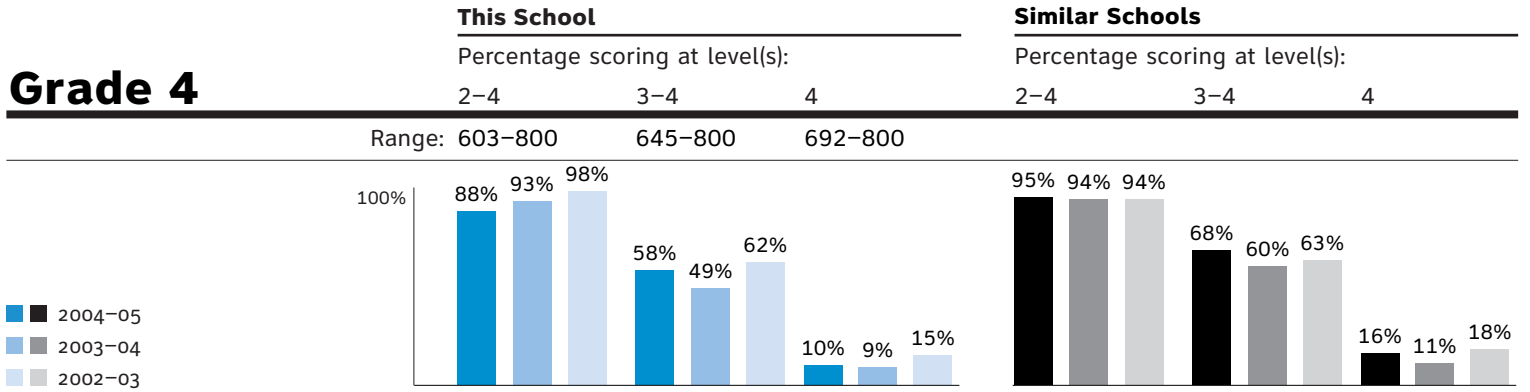 This School Similar Schools
Percentage scoring at level(s): Percentage scoring at level(s):
Grade 4
2–4 3–4 4 2–4 3–4 4
Range: 603–800 645–800 692–800
100%
88% 93% 98% 58% 49% 62% 10% 9% 15%
95% 94% 94% 68% 60% 63% 16% 11% 18%
2004–05
2003–04
2002–03